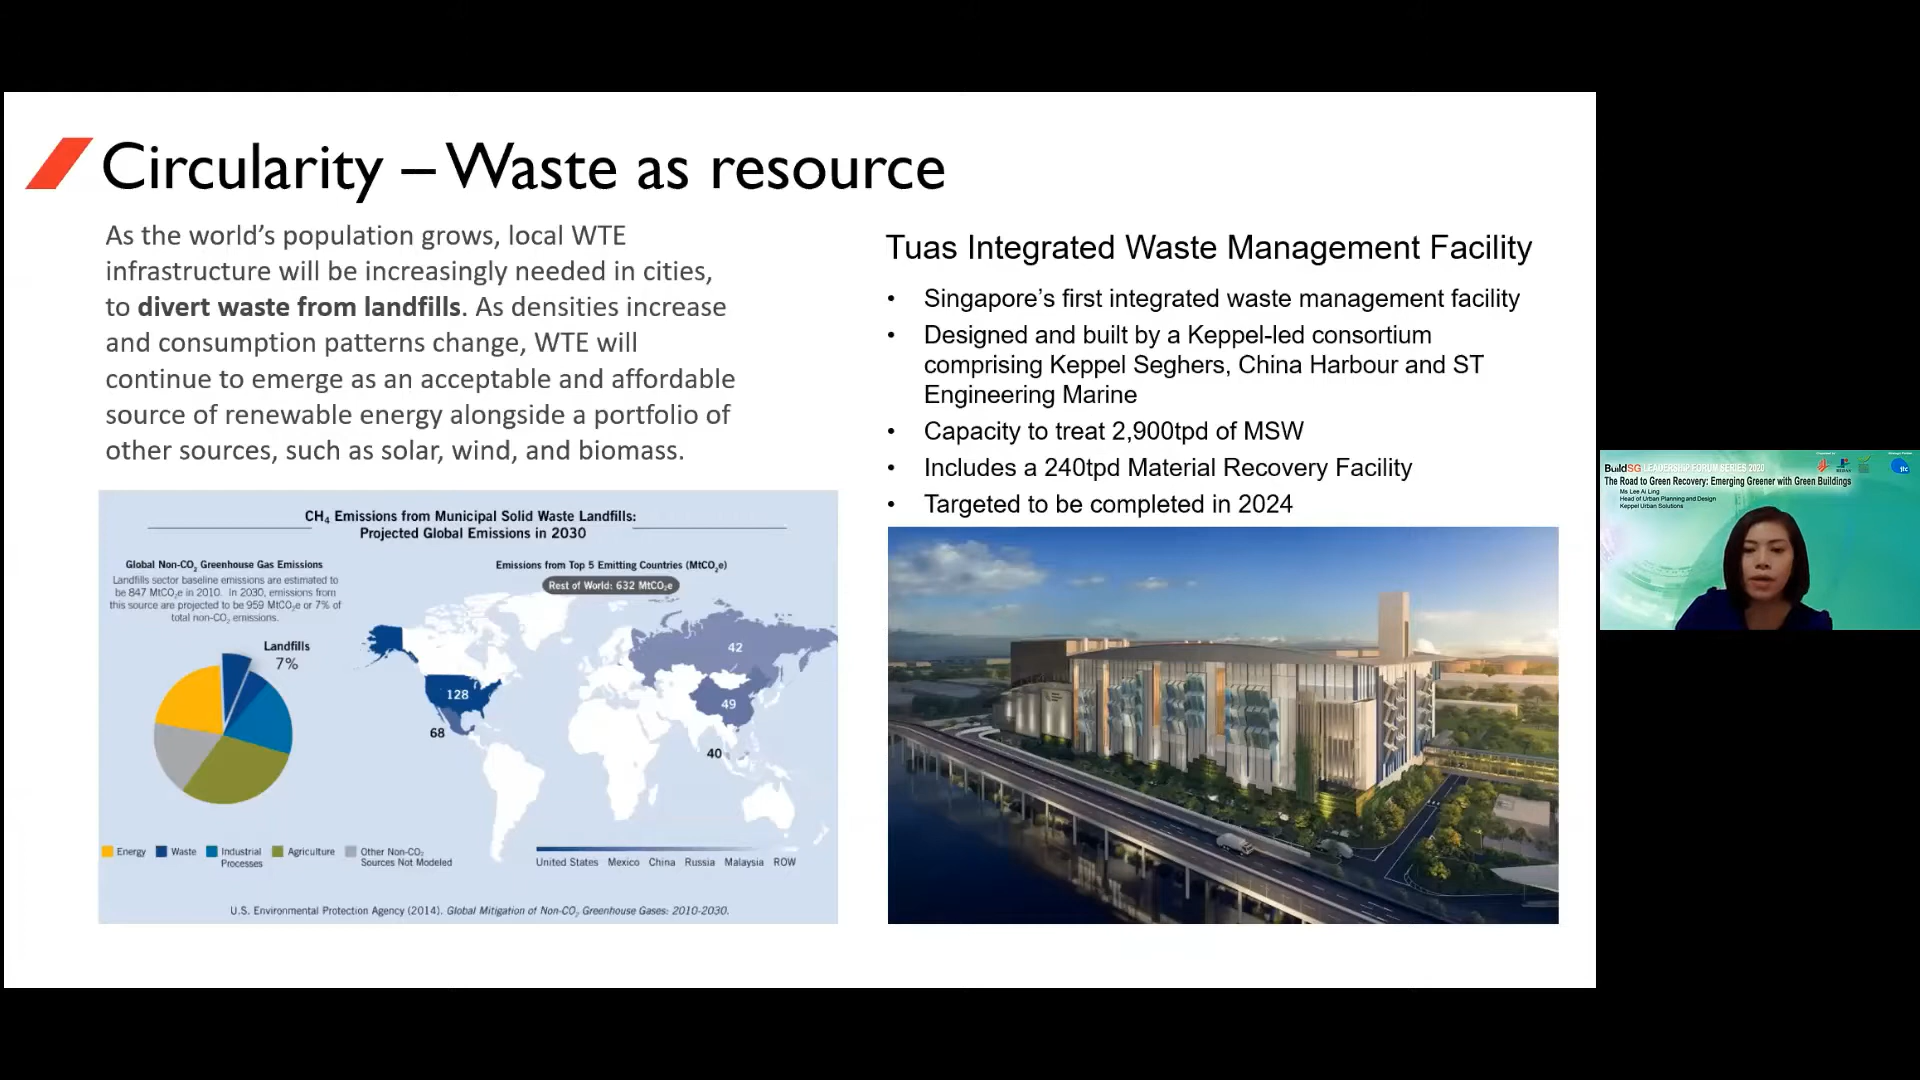 Circularity – Waste as resource
As the world's population grows, local WTE
infrastructure will be increasingly needed in cities,
to divert waste from landfills. As densities increase
and consumption patterns change, WTE will
continue to emerge as an acceptable and affordable
source of renewable energy alongside a portfolio of
other sources, such as solar, wind, and biomass.
CH₄ Emissions from Municipal Solid Waste Landfills:
Projected Global Emissions in 2030
Global Non-CO₂ Greenhouse Gas Emissions
Landfills sector baseline emissions are estimated to
be 847 MtCO₂e in 2010. In 2030, emissions from
this source are projected to be 959 MtCO₂e or 7% of
total non-CO₂ emissions.
Landfills
7%
Energy
Waste
Industrial
Processes
Agriculture
Other Non-CO₂
Sources Not Modeled
Emissions from Top 5 Emitting Countries (MtCO₂e)
Rest of World: 632 MtCO₂e
42
128
49
68
40
United States Mexico China Russia Malaysia ROW
U.S. Environmental Protection Agency (2014). Global Mitigation of Non-CO₂ Greenhouse Gases: 2010-2030.
Tuas Integrated Waste Management Facility
• Singapore's first integrated waste management facility
• Designed and built by a Keppel-led consortium
comprising Keppel Seghers, China Harbour and ST
Engineering Marine
• Capacity to treat 2,900tpd of MSW
• Includes a 240tpd Material Recovery Facility
• Targeted to be completed in 2024
BuildSG LEADERSHIP FORUM SERIES 2020
The Road to Green Recovery: Emerging Greener with Green Buildings
Ms Lee Ai Ling
Head of Urban Planning and Design
Keppel Urban Solutions